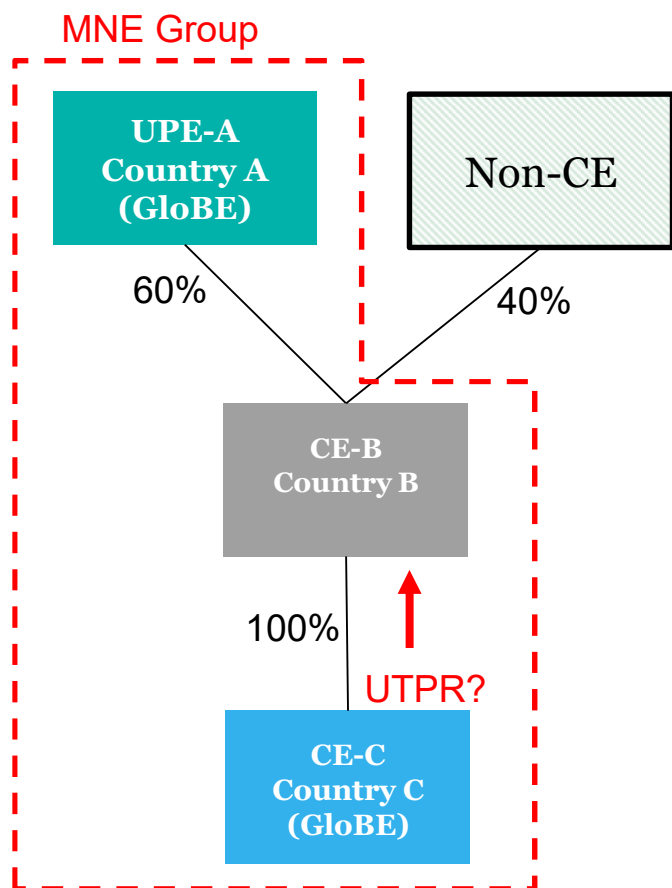 MNE Group
UPE-A
Country A
(GloBE)
Non-CE
60%
40%
CE-B
Country B
100%
UTPR?
CE-C
Country C
(GloBE)